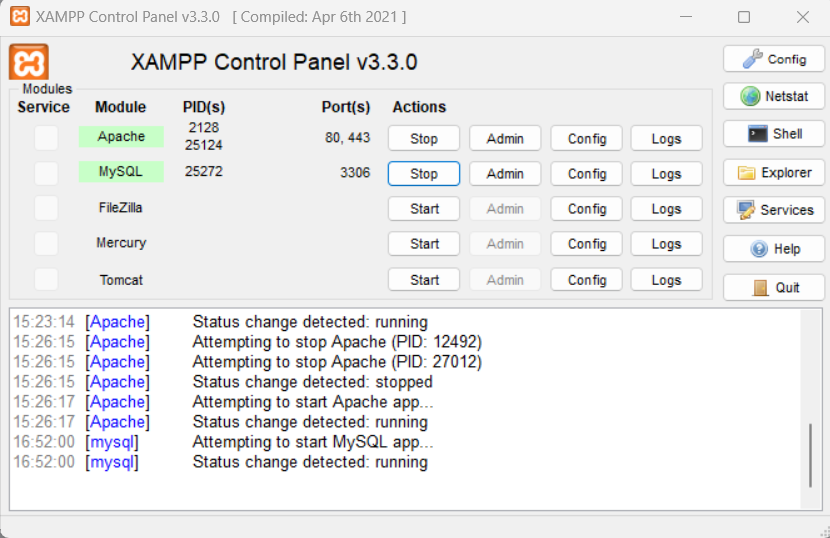 XAMPP Control Panel v3.3.0 [ Compiled: Apr 6th 2021 ]
XAMPP Control Panel v3.3.0
Config
Modules
Service Module PID(s) Port(s) Actions
Netstat
Apache 2128 25124 80, 443 Stop Admin Config Logs
Shell
MySQL 25272 3306 Stop Admin Config Logs
Explorer
FileZilla Start Admin Config Logs
Services
Mercury Start Admin Config Logs
Help
Tomcat Start Admin Config Logs
Quit
15:23:14 [Apache] Status change detected: running
15:26:15 [Apache] Attempting to stop Apache (PID: 12492)
15:26:15 [Apache] Attempting to stop Apache (PID: 27012)
15:26:15 [Apache] Status change detected: stopped
15:26:17 [Apache] Attempting to start Apache app...
15:26:17 [Apache] Status change detected: running
16:52:00 [mysql] Attempting to start MySQL app...
16:52:00 [mysql] Status change detected: running